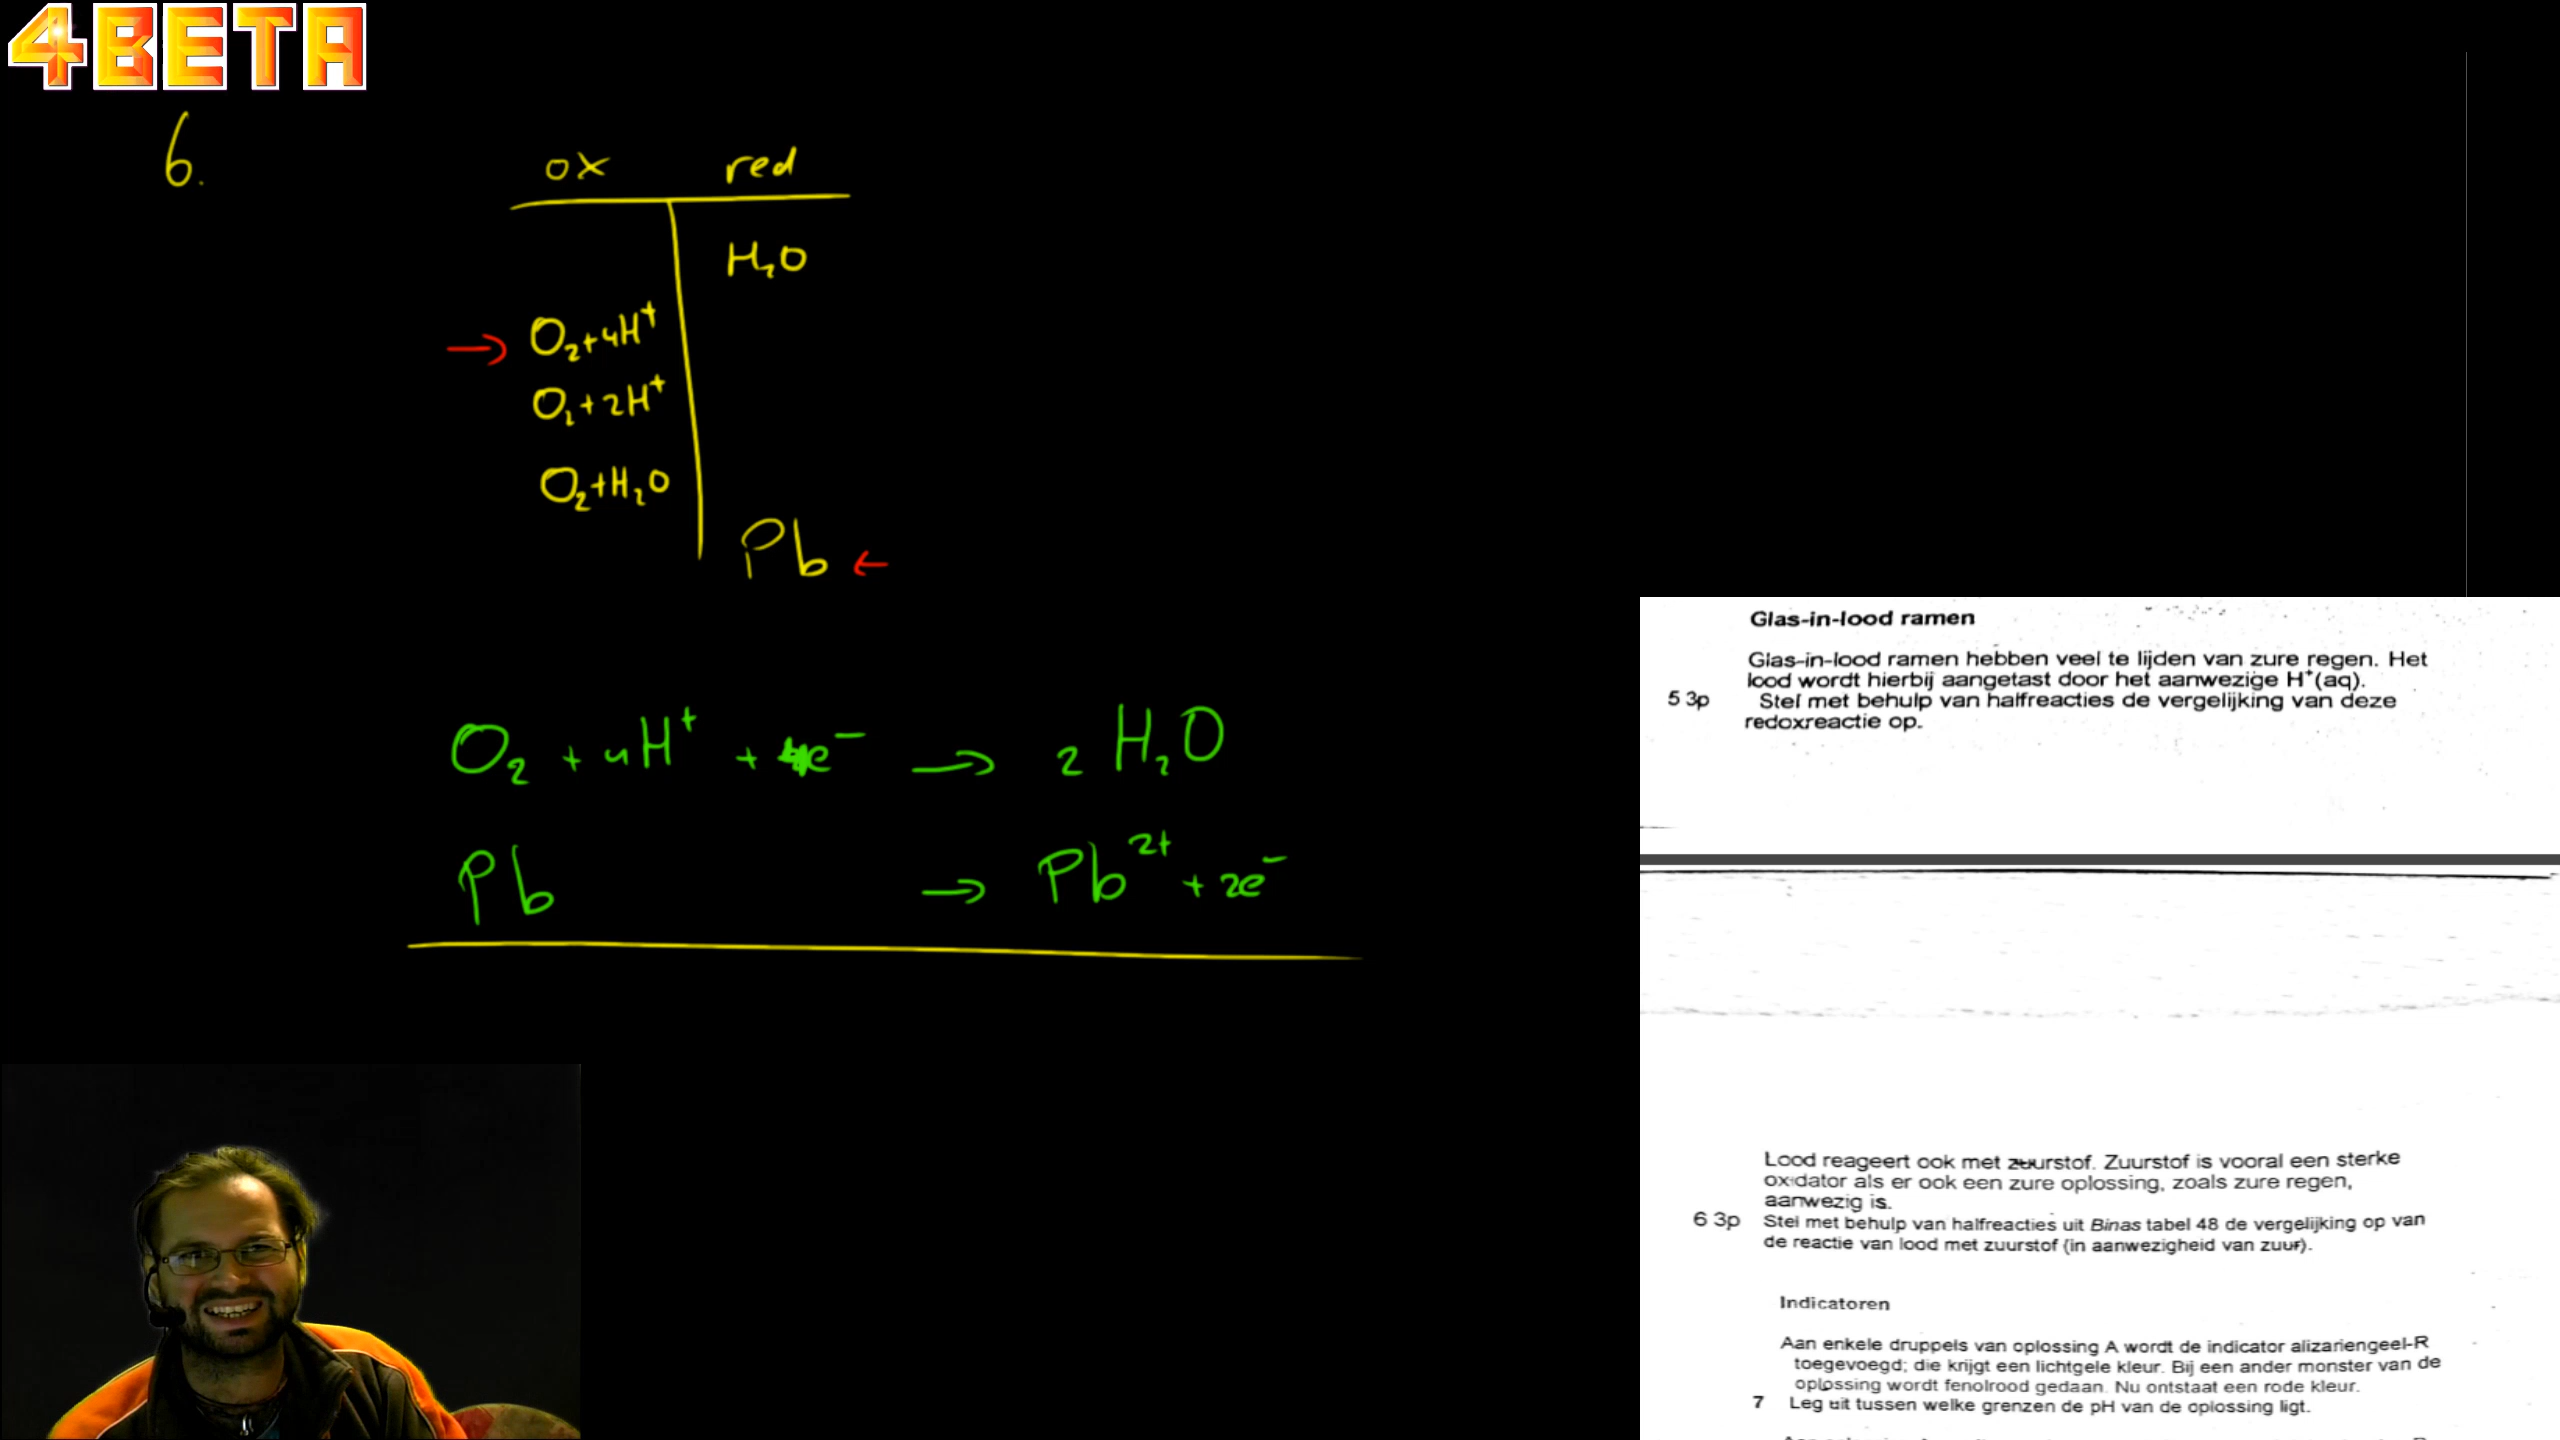 4BETA
6.
ox red
H₂O
→ O₂+4H⁺
O₂+2H⁺
O₂+H₂O
Pb ←
O₂ + 4H⁺ + 4e⁻ → 2 H₂O
Pb → Pb²⁺ + 2e⁻
Glas-in-lood ramen
Glas-in-lood ramen hebben veel te lijden van zure regen. Het
lood wordt hierbij aangetast door het aanwezige H⁺(aq).
5 3p Stel met behulp van halfreacties de vergelijking van deze
redoxreactie op.
Lood reageert ook met zuurstof. Zuurstof is vooral een sterke
oxidator als er ook een zure oplossing, zoals zure regen,
aanwezig is.
6 3p Stel met behulp van halfreacties uit Binas tabel 48 de vergelijking op van
de reactie van lood met zuurstof (in aanwezigheid van zuur).
Indicatoren
Aan enkele druppels van oplossing A wordt de indicator alizariengeel-R
toegevoegd; die krijgt een lichtgele kleur. Bij een ander monster van de
oplossing wordt fenolrood gedaan. Nu ontstaat een rode kleur.
7 Leg uit tussen welke grenzen de pH van de oplossing ligt.